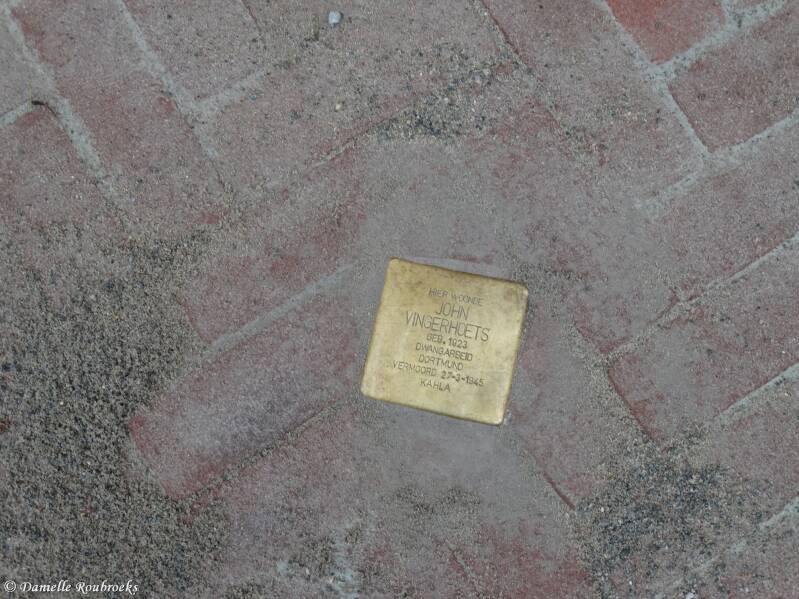 HIER WOONDE
JOHN
VINGERHOETS
GEB. 1923
DWANGARBEID
DORTMUND
VERMOORD 27-3-1945
KAHLA
© Danielle Roubroeks